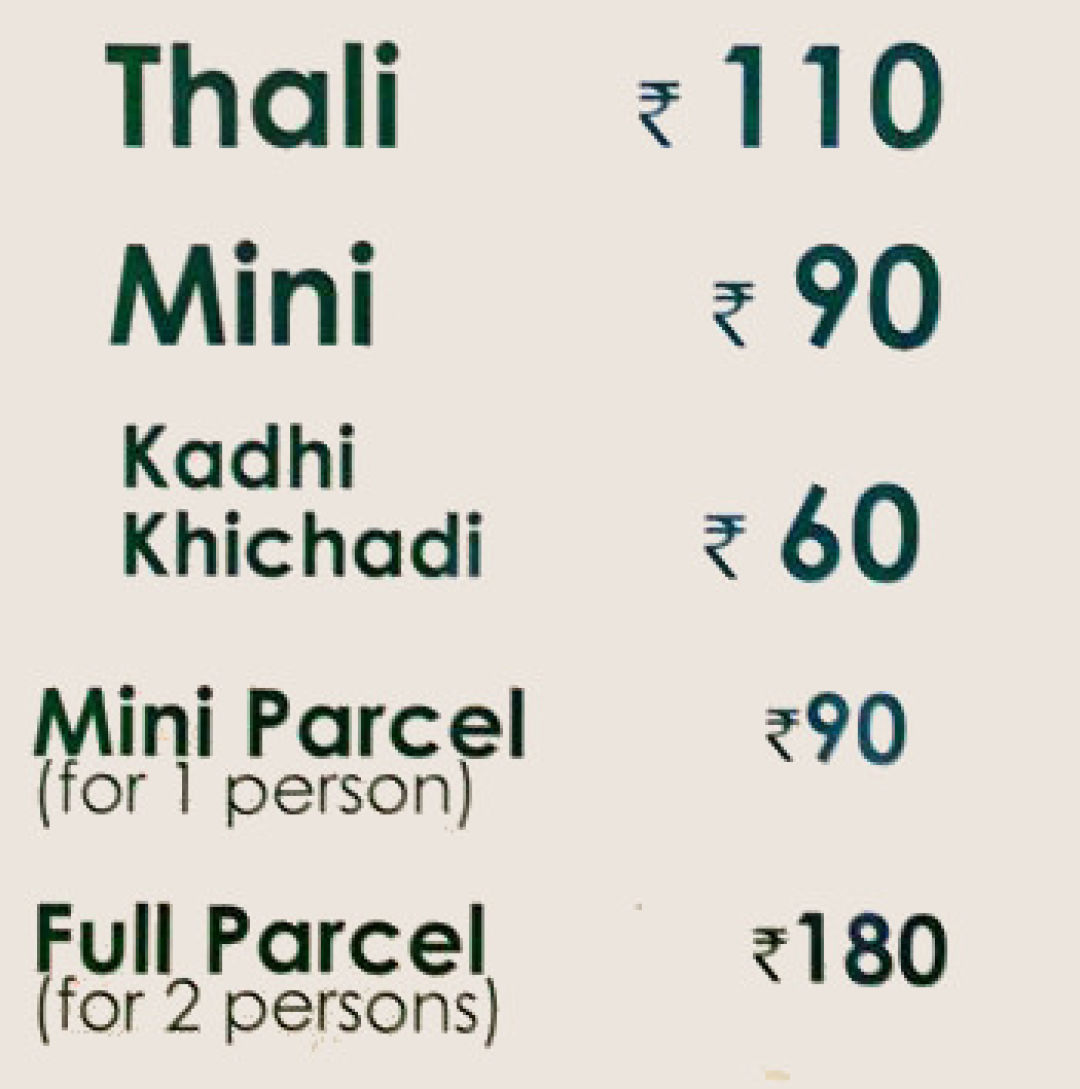 Thali ₹ 110
Mini ₹ 90
Kadhi
Khichadi ₹ 60
Mini Parcel ₹90
(for 1 person)
Full Parcel ₹180
(for 2 persons)